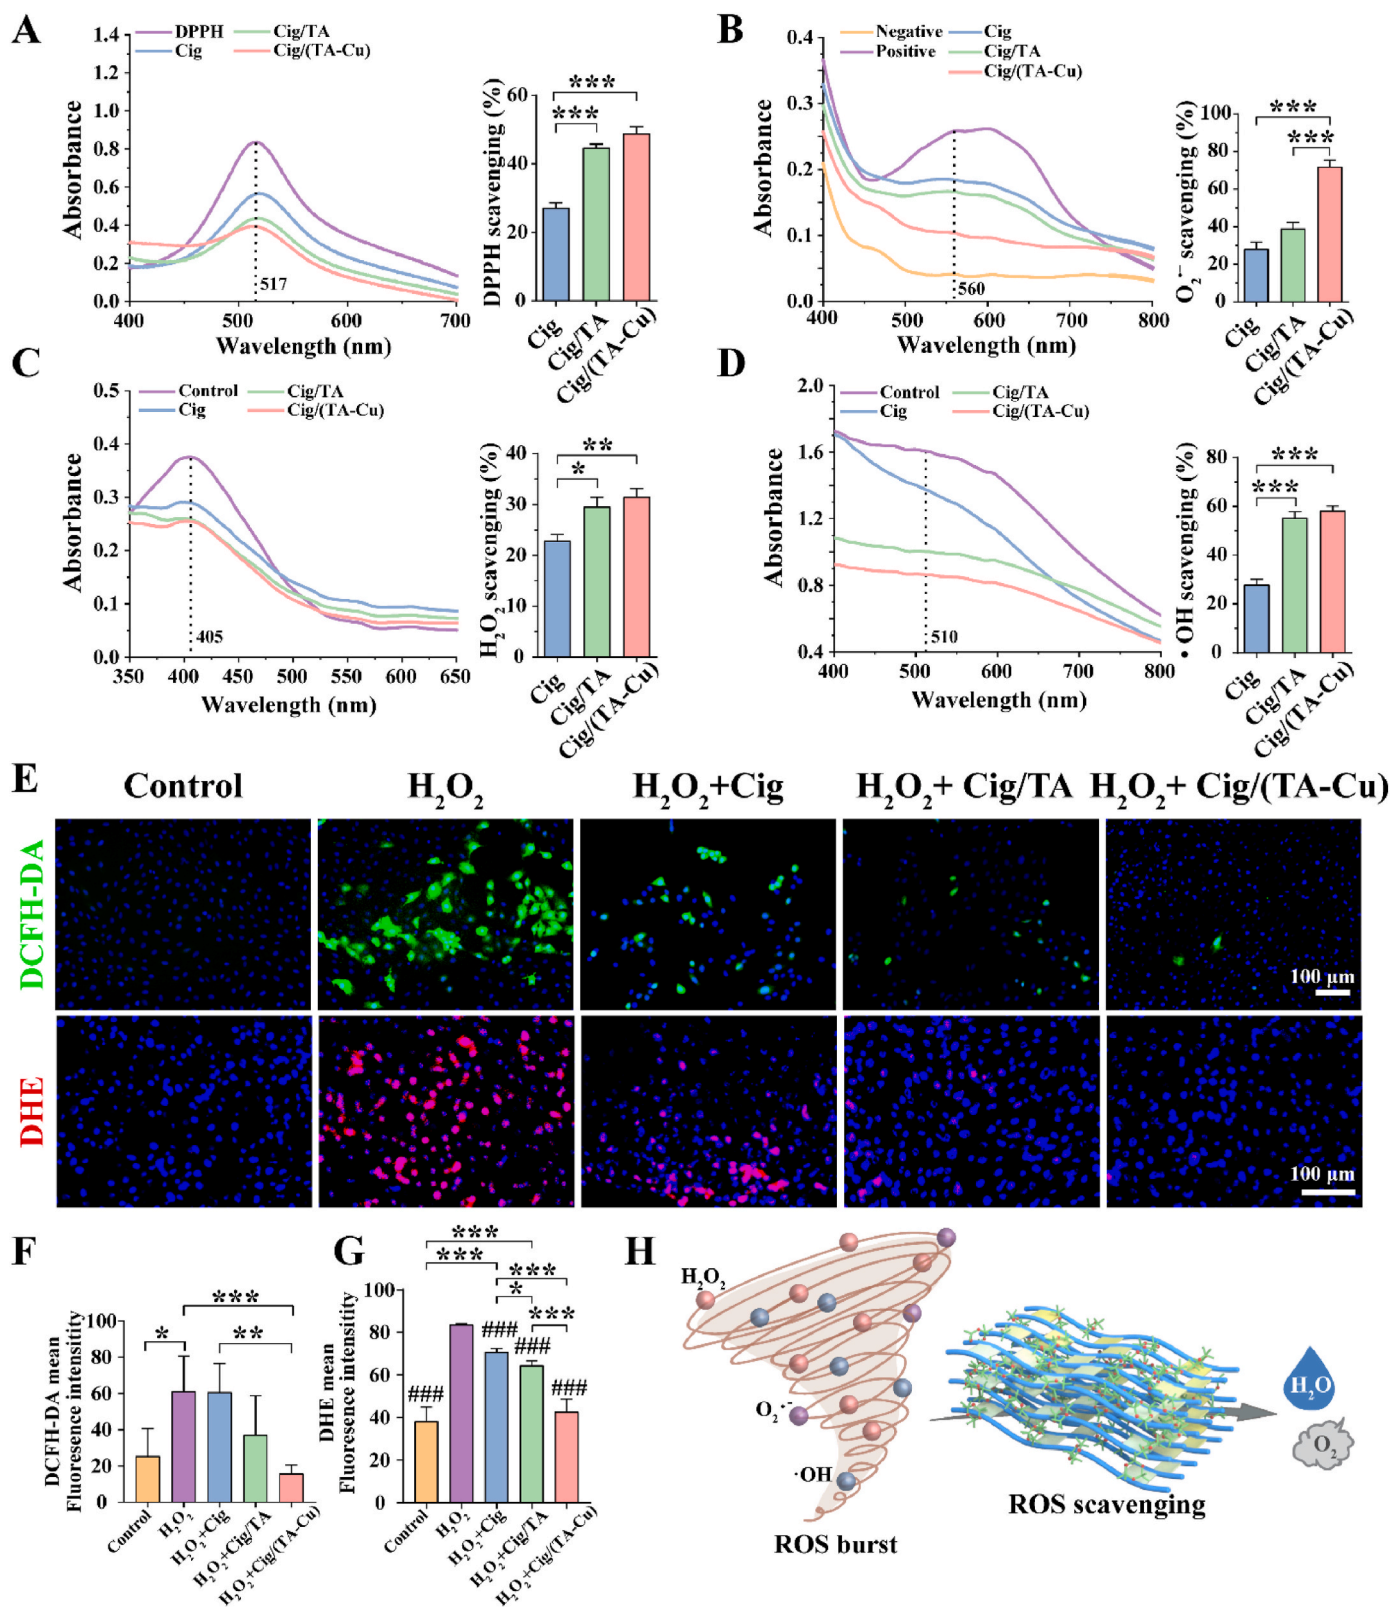 A
DPPH
Cig
Cig/TA
Cig/(TA-Cu)
Absorbance
1.4
1.2
1.0
0.8
0.6
0.4
0.2
0.0
517
400 500 600 700
Wavelength (nm)
DPPH scavenging (%)
60
40
20
0
***
***
Cig
Cig/TA
Cig/(TA-Cu)
B
Negative
Positive
Cig
Cig/TA
Cig/(TA-Cu)
Absorbance
0.4
0.3
0.2
0.1
0.0
560
400 500 600 700 800
Wavelength (nm)
O₂•− scavenging (%)
100
80
60
40
20
0
***
***
Cig
Cig/TA
Cig/(TA-Cu)
C
Control
Cig
Cig/TA
Cig/(TA-Cu)
Absorbance
0.5
0.4
0.3
0.2
0.1
0.0
405
350 400 450 500 550 600 650
Wavelength (nm)
H₂O₂ scavenging (%)
40
30
20
10
0
**
*
Cig
Cig/TA
Cig/(TA-Cu)
D
Control
Cig
Cig/TA
Cig/(TA-Cu)
Absorbance
2.0
1.6
1.2
0.8
0.4
510
400 500 600 700 800
Wavelength (nm)
•OH scavenging (%)
80
60
40
20
0
***
***
Cig
Cig/TA
Cig/(TA-Cu)
E
Control H₂O₂ H₂O₂+Cig H₂O₂+ Cig/TA H₂O₂+ Cig/(TA-Cu)
DCFH-DA
100 μm
DHE
100 μm
F
DCFH-DA mean
Fluoresence intensitity
100
80
60
40
20
0
***
* **
Control
H₂O₂
H₂O₂+Cig
H₂O₂+Cig/TA
H₂O₂+Cig/(TA-Cu)
G
DHE mean
Fluoresence intensitity
100
80
60
40
20
0
***
***
***
*
***
###
###
###
###
Control
H₂O₂
H₂O₂+Cig
H₂O₂+Cig/TA
H₂O₂+Cig/(TA-Cu)
H
H₂O₂
O₂•-
·OH
ROS burst
ROS scavenging
H₂O
O₂